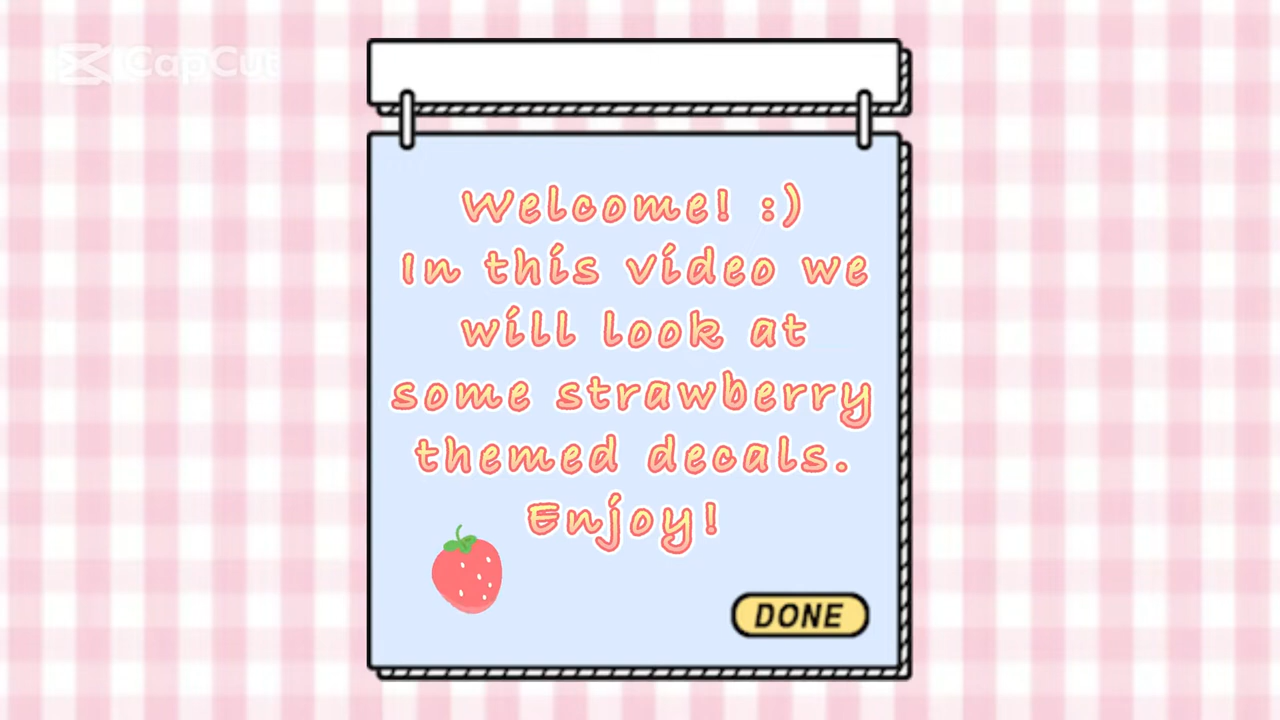 CapCut
Welcome! :)
In this video we
will look at
some strawberry
themed decals.
Enjoy!
DONE